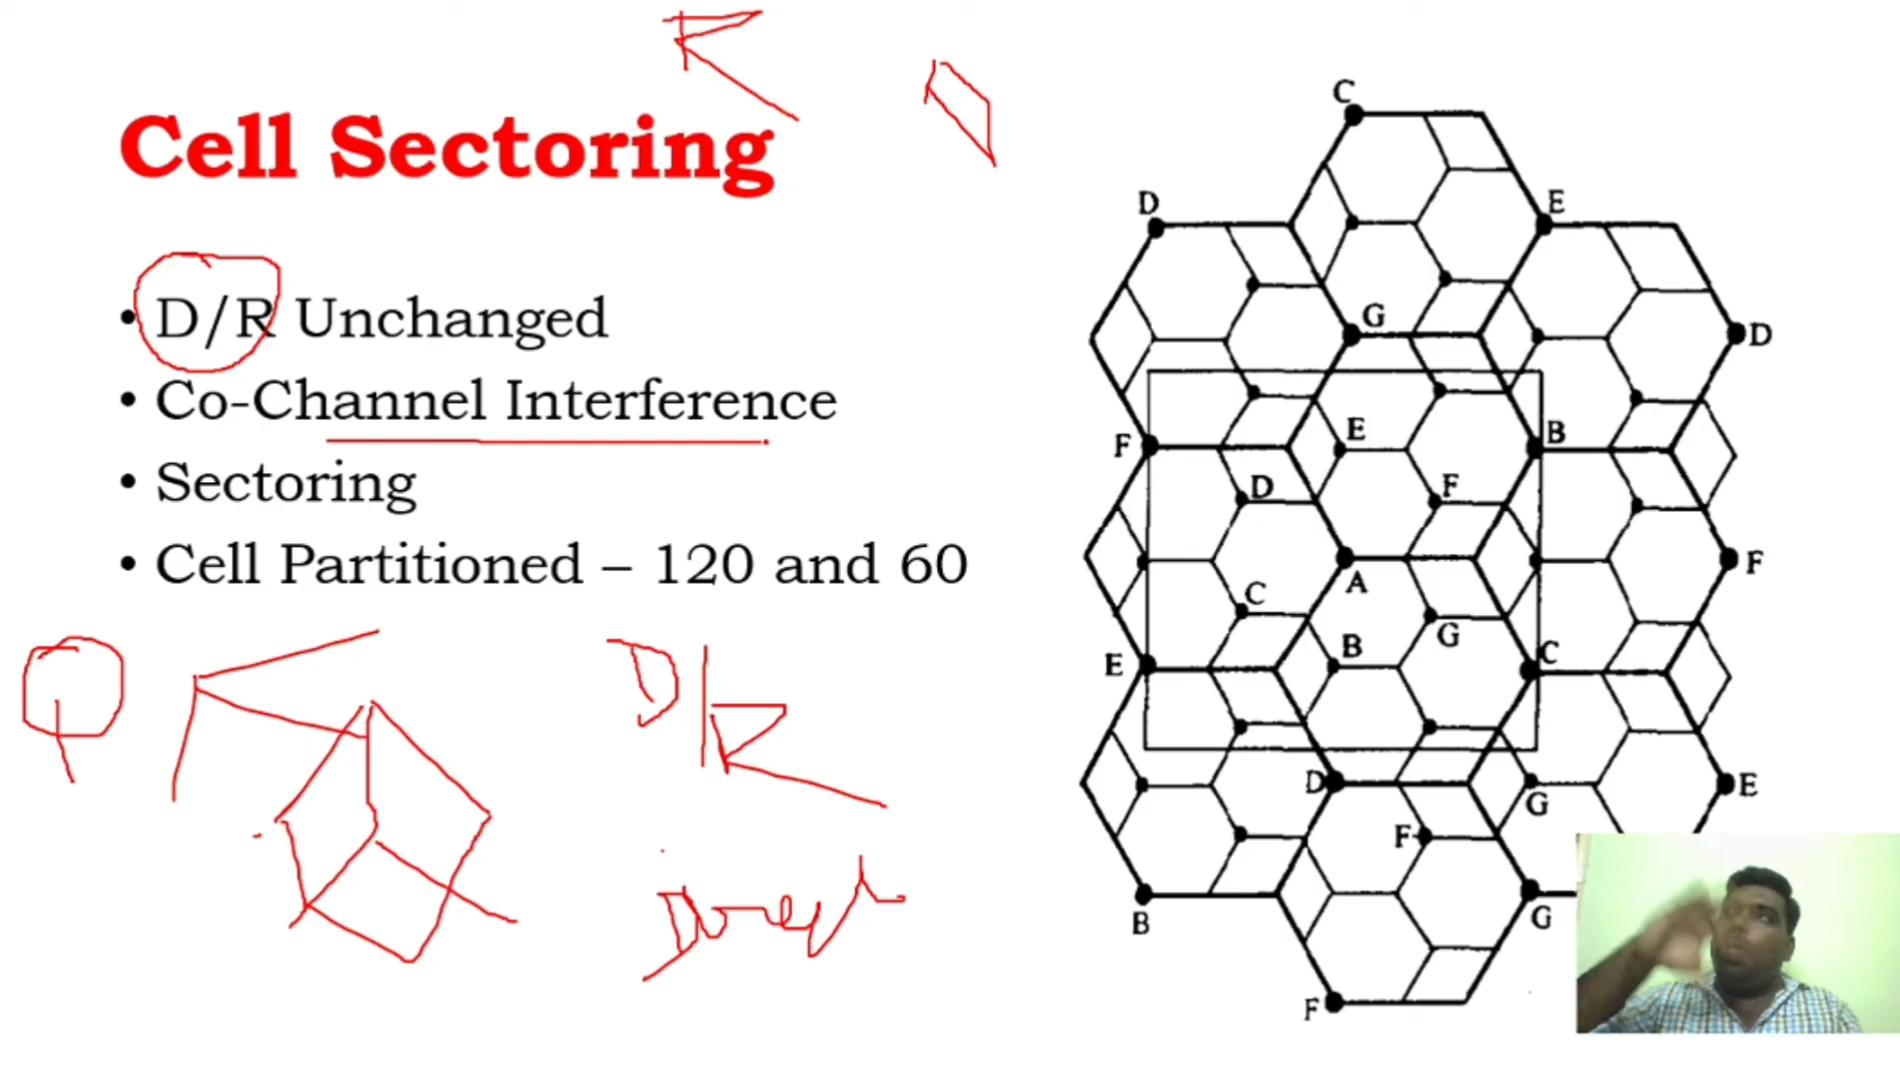 Cell Sectoring
• D/R Unchanged
• Co-Channel Interference
• Sectoring
• Cell Partitioned – 120 and 60
D/R
C
D
E
G
D
F
E
B
D
F
A
F
C
G
B
E
C
D
G
E
F
B
G
F